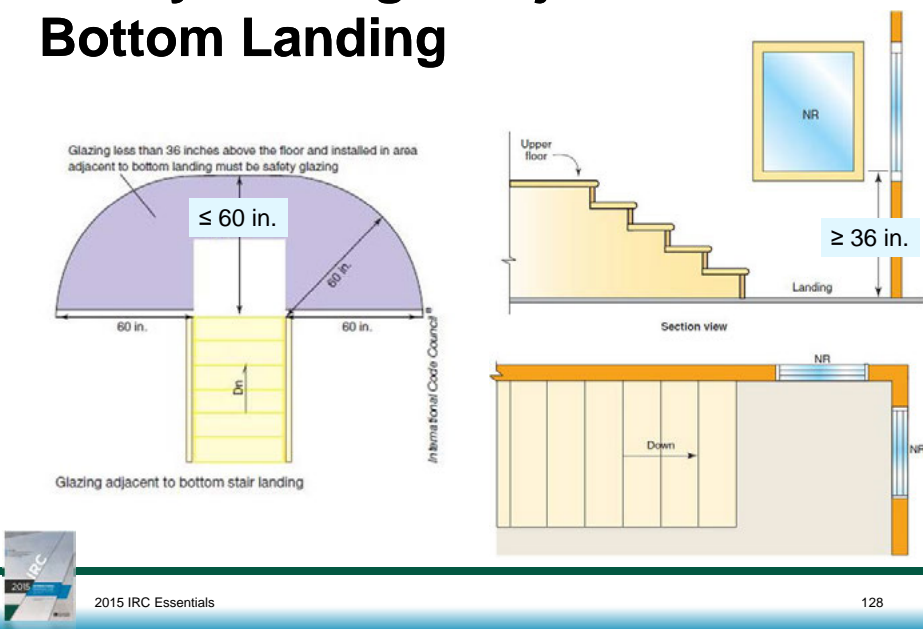 Bottom Landing
Glazing less than 36 inches above the floor and installed in area
adjacent to bottom landing must be safety glazing
≤ 60 in.
60 in.
60 in.
60 in.
Dn
International Code Council®
Glazing adjacent to bottom stair landing
NR
Upper
floor
≥ 36 in.
Landing
Section view
NR
Down
NR
IRC
2015
2015 IRC Essentials
128